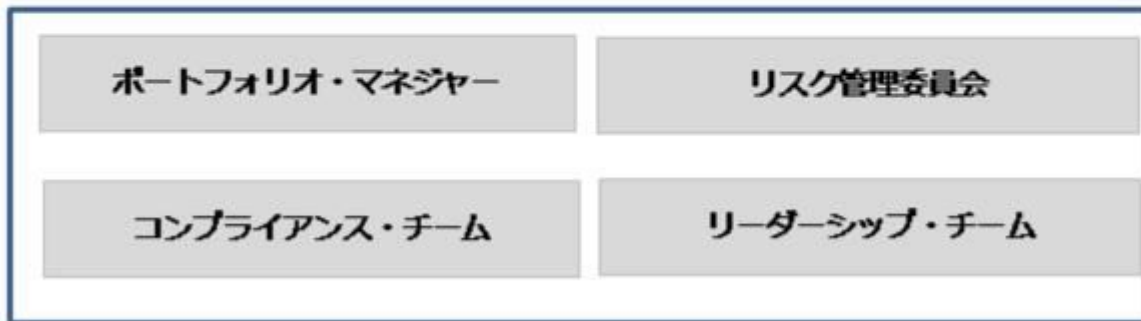 ポートフォリオ・マネジャー
リスク管理委員会
コンプライアンス・チーム
リーダーシップ・チーム